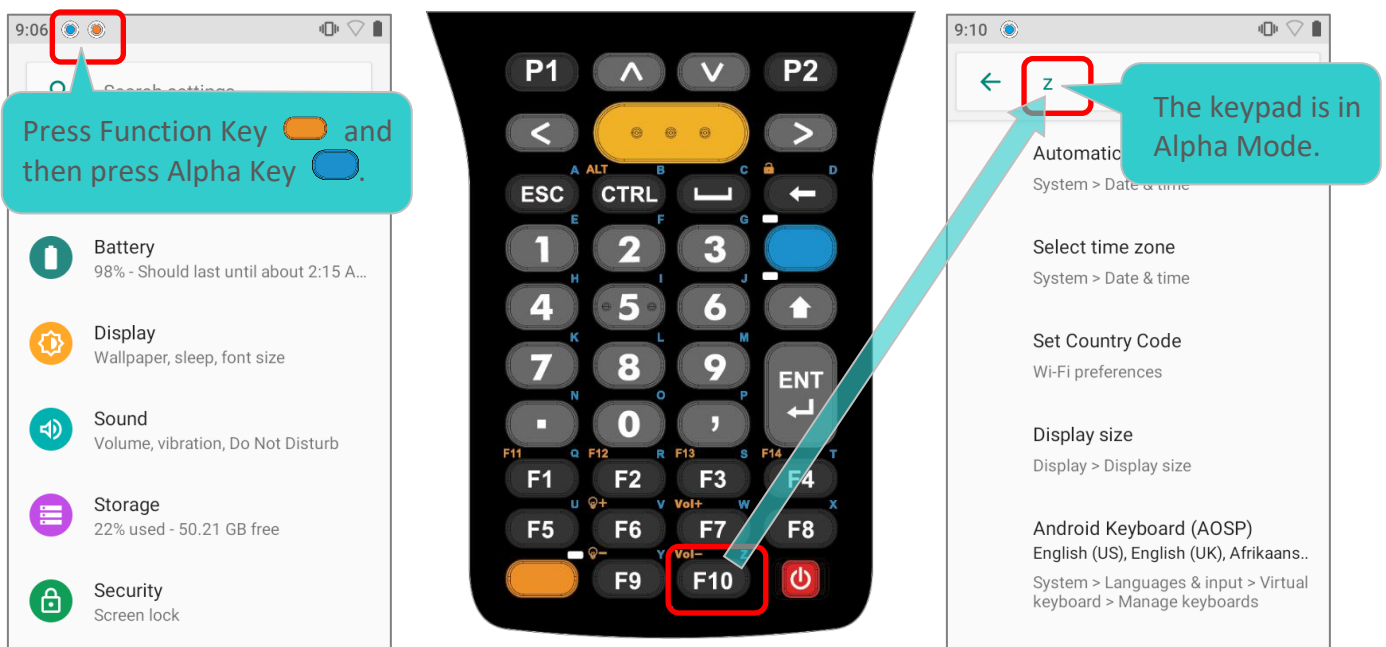 9:06
Search settings
Press Function Key and
then press Alpha Key .
Battery
98% - Should last until about 2:15 A...
Display
Wallpaper, sleep, font size
Sound
Volume, vibration, Do Not Disturb
Storage
22% used - 50.21 GB free
Security
Screen lock
P1 P2
A ALT B C D
ESC CTRL
E F G
1 2 3
H I J
4 5 6
K L M
7 8 9
ENT
N O P
. 0 ,
F11 Q F12 R F13 S F14 T
F1 F2 F3 F4
U + V Vol+ W X
F5 F6 F7 F8
- Y Vol- Z
F9 F10
9:10
z
The keypad is in
Alpha Mode.
Automatic
System > Date & time
Select time zone
System > Date & time
Set Country Code
Wi-Fi preferences
Display size
Display > Display size
Android Keyboard (AOSP)
English (US), English (UK), Afrikaans..
System > Languages & input > Virtual
keyboard > Manage keyboards